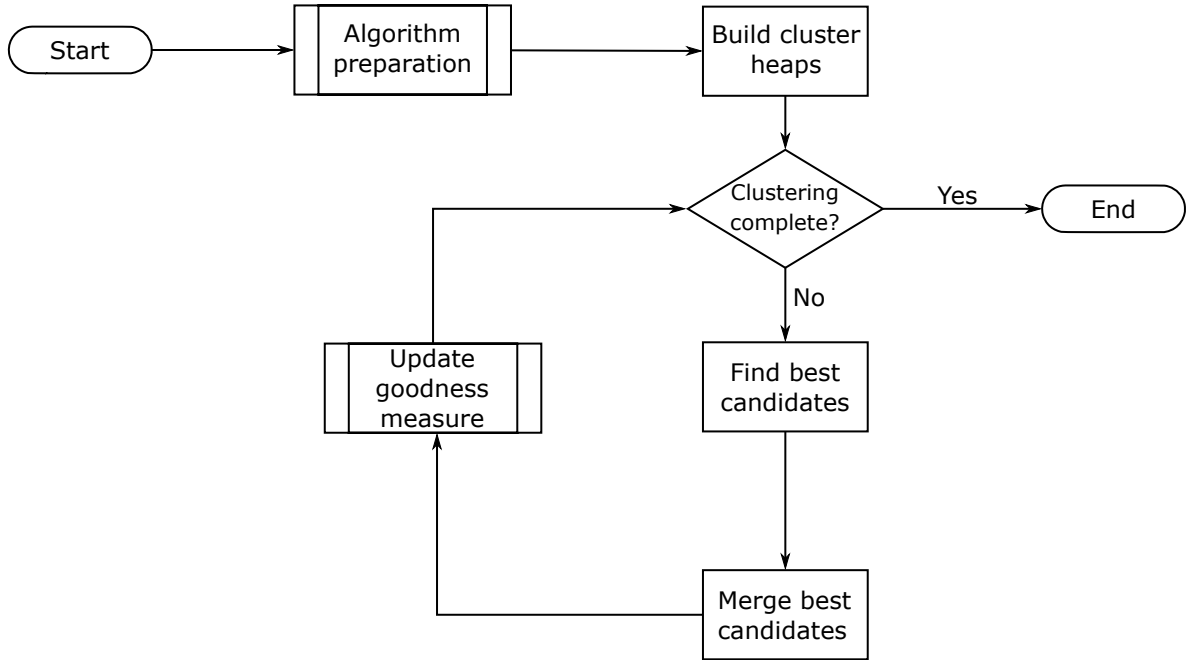 Start
Algorithm
preparation
Build cluster
heaps
Clustering
complete?
Yes
End
No
Find best
candidates
Merge best
candidates
Update
goodness
measure